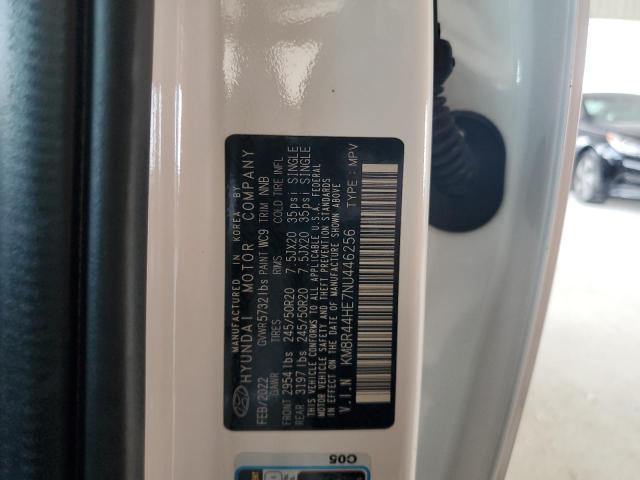 MANUFACTURED IN KOREA BY
HYUNDAI MOTOR COMPANY
FEB/2022 GVWR 5732lbs PAINT WC9 TRIM NNB
GAWR TIRES RMS COLD TIRE INFL
FRONT 2954lbs 245/50R20 7.5JX20 35psi SINGLE
REAR 3197lbs 245/50R20 7.5JX20 35psi SINGLE
THIS VEHICLE CONFORMS TO ALL APPLICABLE U.S.A. FEDERAL
MOTOR VEHICLE SAFETY AND THEFT PREVENTION STANDARDS
IN EFFECT ON THE DATE OF MANUFACTURE SHOWN ABOVE.
V.I.N KM8R44HE7NU446256 TYPE : MPV
C05